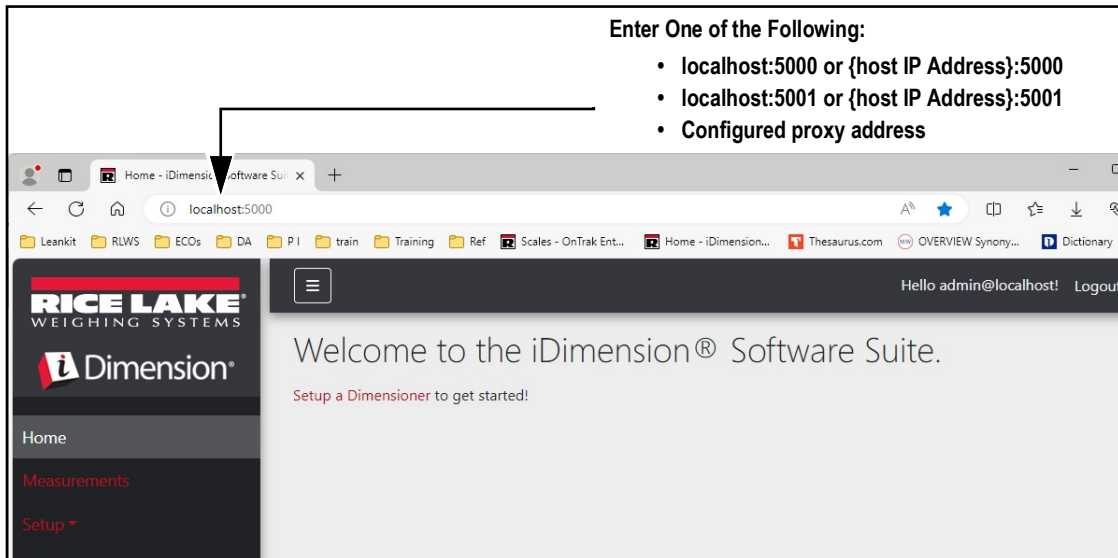 Enter One of the Following:
• localhost:5000 or {host IP Address}:5000
• localhost:5001 or {host IP Address}:5001
• Configured proxy address
Home - iDimension Software Sui
localhost:5000
Leankit RLWS ECOs DA P I train Training Ref Scales - OnTrak Ent... Home - iDimension... Thesaurus.com OVERVIEW Synony... Dictionary
RICE LAKE®
WEIGHING SYSTEMS
iDimension®
Hello admin@localhost! Logout
Welcome to the iDimension® Software Suite.
Setup a Dimensioner to get started!
Home
Measurements
Setup